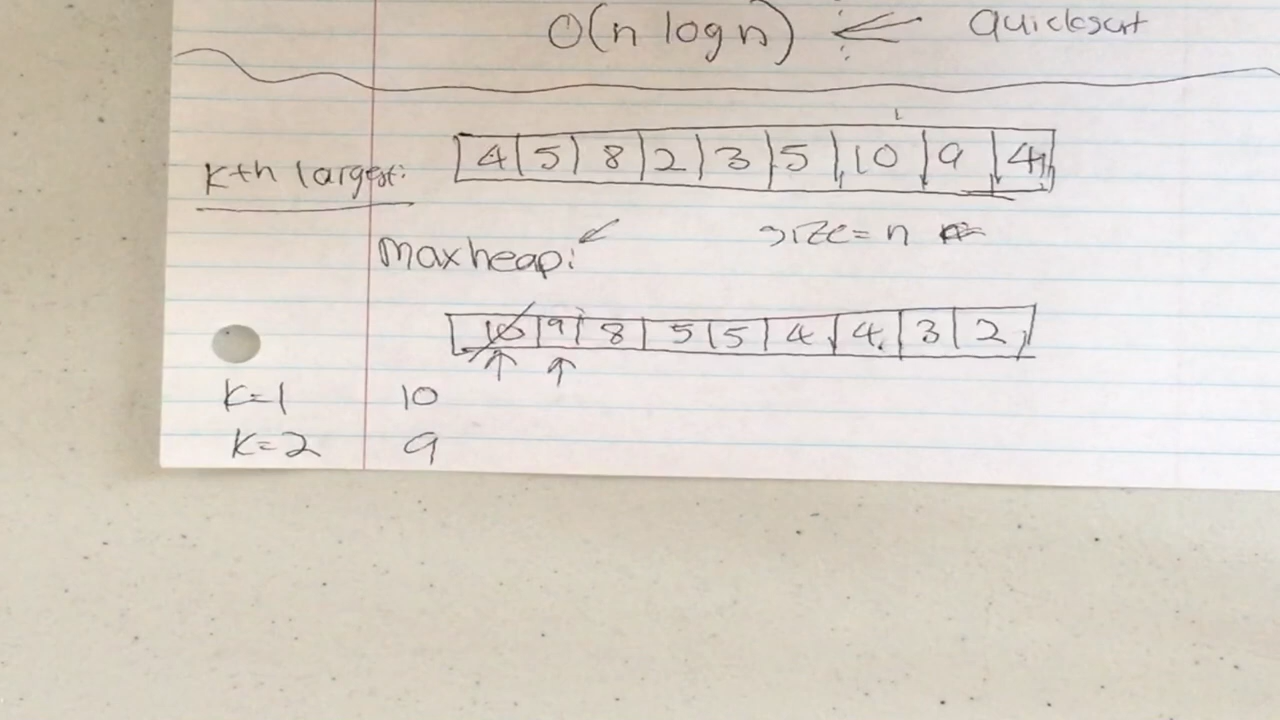 O(n log n) ← Quicksort
Kth largest: 4 5 8 2 3 5 10 9 4
size = n
Maxheap:
10 9 8 5 5 4 4 3 2
K=1 10
K=2 9